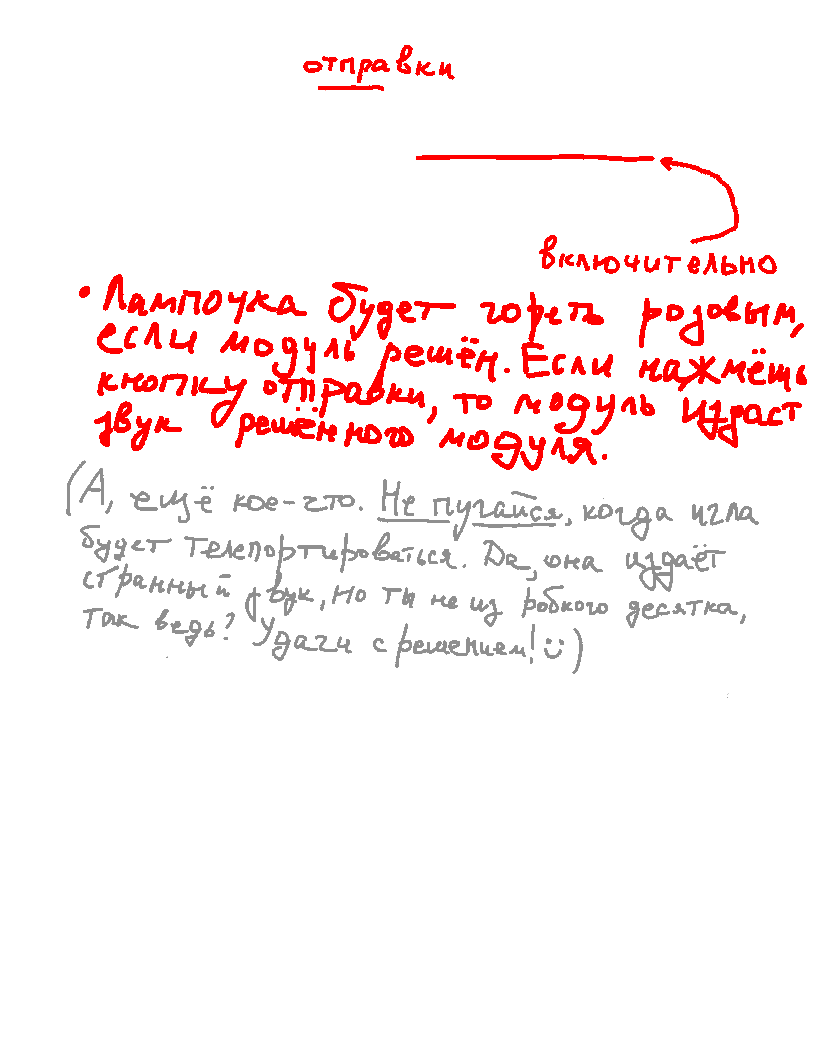 отправки
включительно
• Лампочка будет гореть розовым,
если модуль решён. Если нажмёшь
кнопку отправки, то модуль издаст
звук решённого модуля.
(А, ещё кое-что. Не пугайся, когда игла
будет телепортироваться. Да, она издаёт
странный звук, но ты не из робкого десятка,
так ведь? Удачи с решением! :))